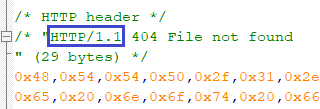 /* HTTP header */
/* "HTTP/1.1 404 File not found
" (29 bytes) */
0x48,0x54,0x54,0x50,0x2f,0x31,0x2e
0x65,0x20,0x6e,0x6f,0x74,0x20,0x66